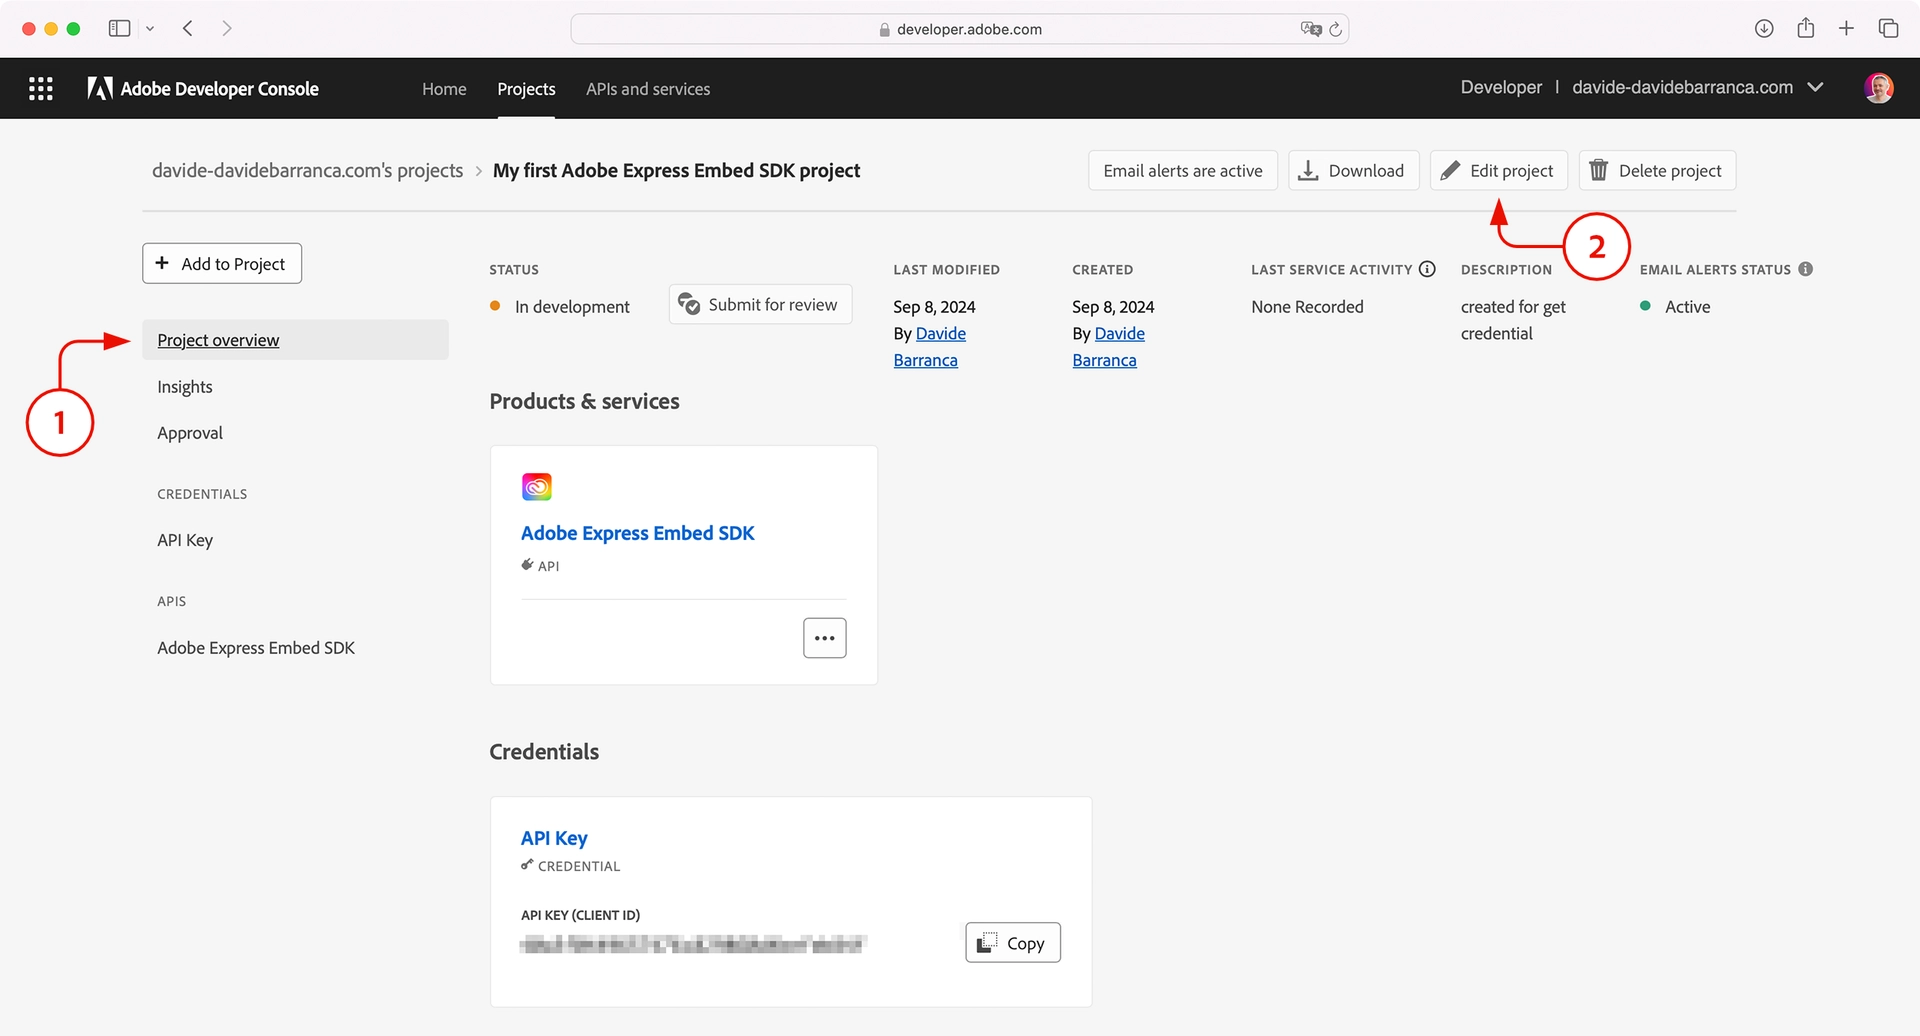 developer.adobe.com
Adobe Developer Console
Home
Projects
APIs and services
Developer | davide-davidebarranca.com
davide-davidebarranca.com's projects > My first Adobe Express Embed SDK project
Email alerts are active
Download
Edit project
Delete project
2
+ Add to Project
Project overview
1
Insights
Approval
CREDENTIALS
API Key
APIS
Adobe Express Embed SDK
STATUS
In development
Submit for review
LAST MODIFIED
Sep 8, 2024
By Davide
Barranca
CREATED
Sep 8, 2024
By Davide
Barranca
LAST SERVICE ACTIVITY
None Recorded
DESCRIPTION
created for get
credential
EMAIL ALERTS STATUS
Active
Products & services
Adobe Express Embed SDK
API
Credentials
API Key
CREDENTIAL
API KEY (CLIENT ID)
Copy